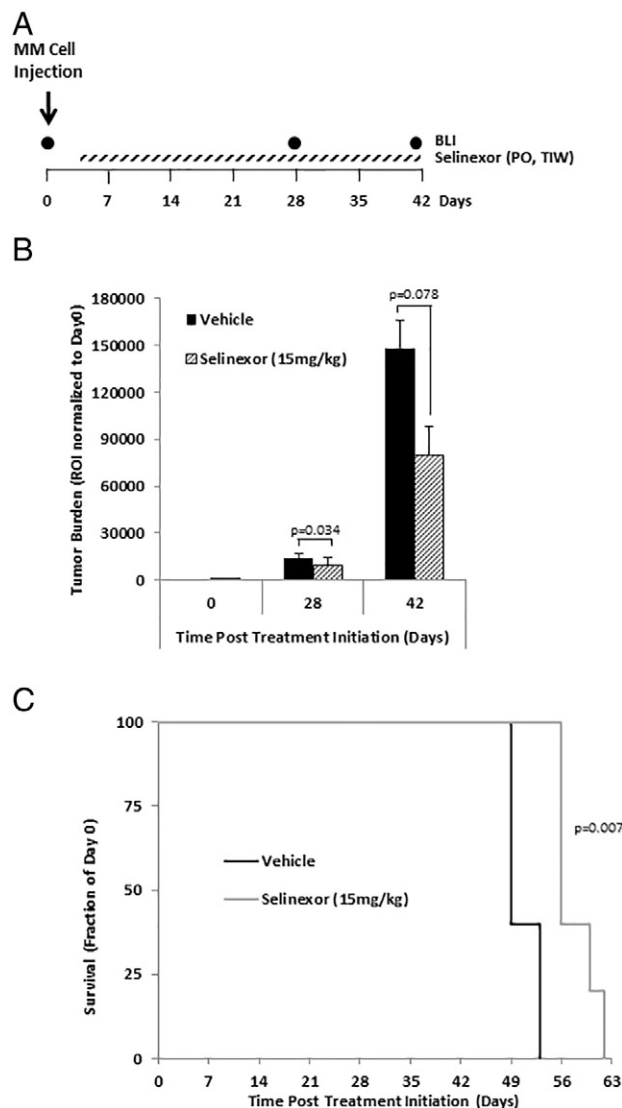 A
MM Cell
Injection
BLI
Selinexor (PO, TIW)
0 7 14 21 28 35 42 Days
B
180000
150000
120000
90000
60000
30000
0
Tumor Burden (ROI normalized to Day0)
Vehicle
Selinexor (15mg/kg)
p=0.034
p=0.078
0 28 42
Time Post Treatment Initiation (Days)
C
100
75
50
25
0
Survival (Fraction of Day 0)
Vehicle
Selinexor (15mg/kg)
p=0.007
0 7 14 21 28 35 42 49 56 63
Time Post Treatment Initiation (Days)